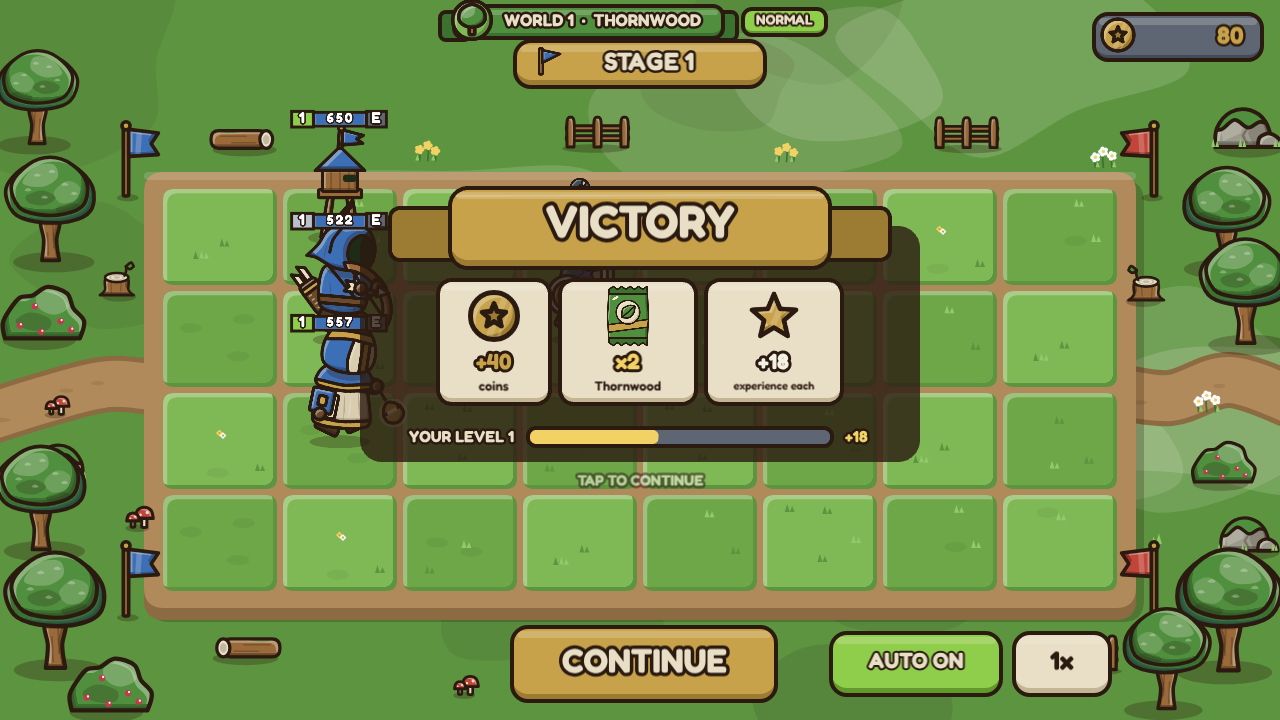 WORLD 1 • THORNWOOD
NORMAL
80
STAGE 1
1 650 E
1 522 E
1 557 E
VICTORY
+40
coins
x2
Thornwood
+18
experience each
YOUR LEVEL 1
+18
TAP TO CONTINUE
CONTINUE
AUTO ON
1x